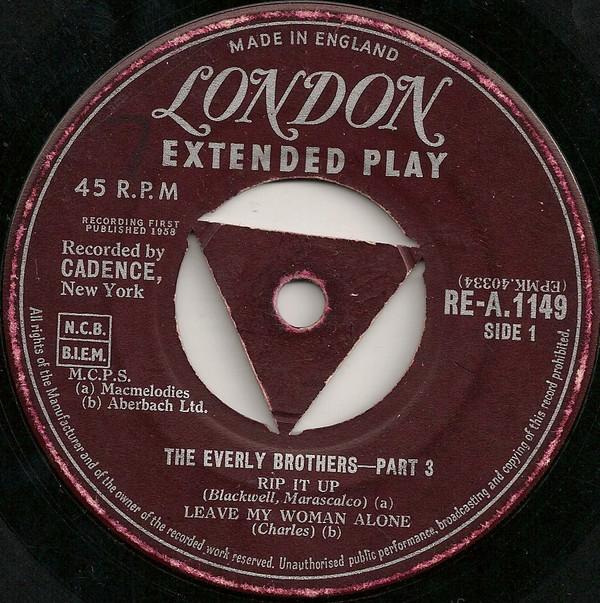 MADE IN ENGLAND
LONDON
EXTENDED PLAY
45 R.P.M
RECORDING FIRST
PUBLISHED 1958
Recorded by
CADENCE,
New York
(EPMK.40334)
RE-A.1149
SIDE 1
N.C.B.
B.I.E.M.
M.C.P.S.
(a) Macmelodies
(b) Aberbach Ltd.
THE EVERLY BROTHERS—PART 3
RIP IT UP
(Blackwell, Marascalco) (a)
LEAVE MY WOMAN ALONE
(Charles) (b)
All rights of the Manufacturer and of the owner of the recorded work reserved. Unauthorised public performance, broadcasting and copying of this record prohibited.